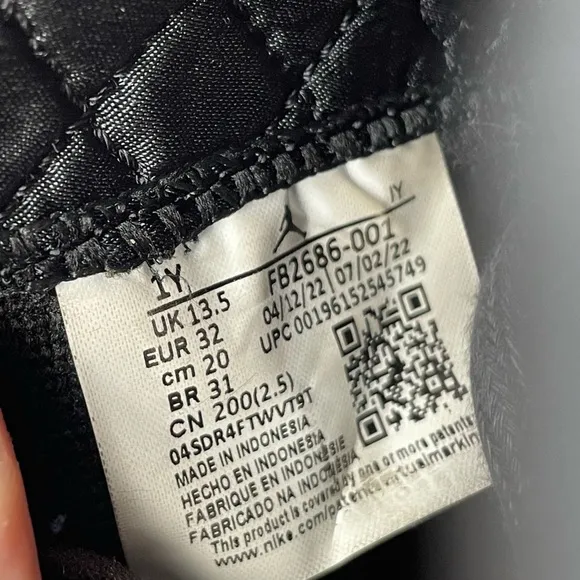 1Y
1Y
UK 13.5
EUR 32
cm 20
BR 31
CN 200(2.5)
FB2686-001
04/12/22 07/02/22
UPC 00196152545749
04SDR4FTWVT9T
MADE IN INDONESIA
HECHO EN INDONESIA
FABRIQUE EN INDONESIE
FABRICADO NA INDONÉSIA
This product is covered by one or more patents
www.nike.com/patents virtualmarkin